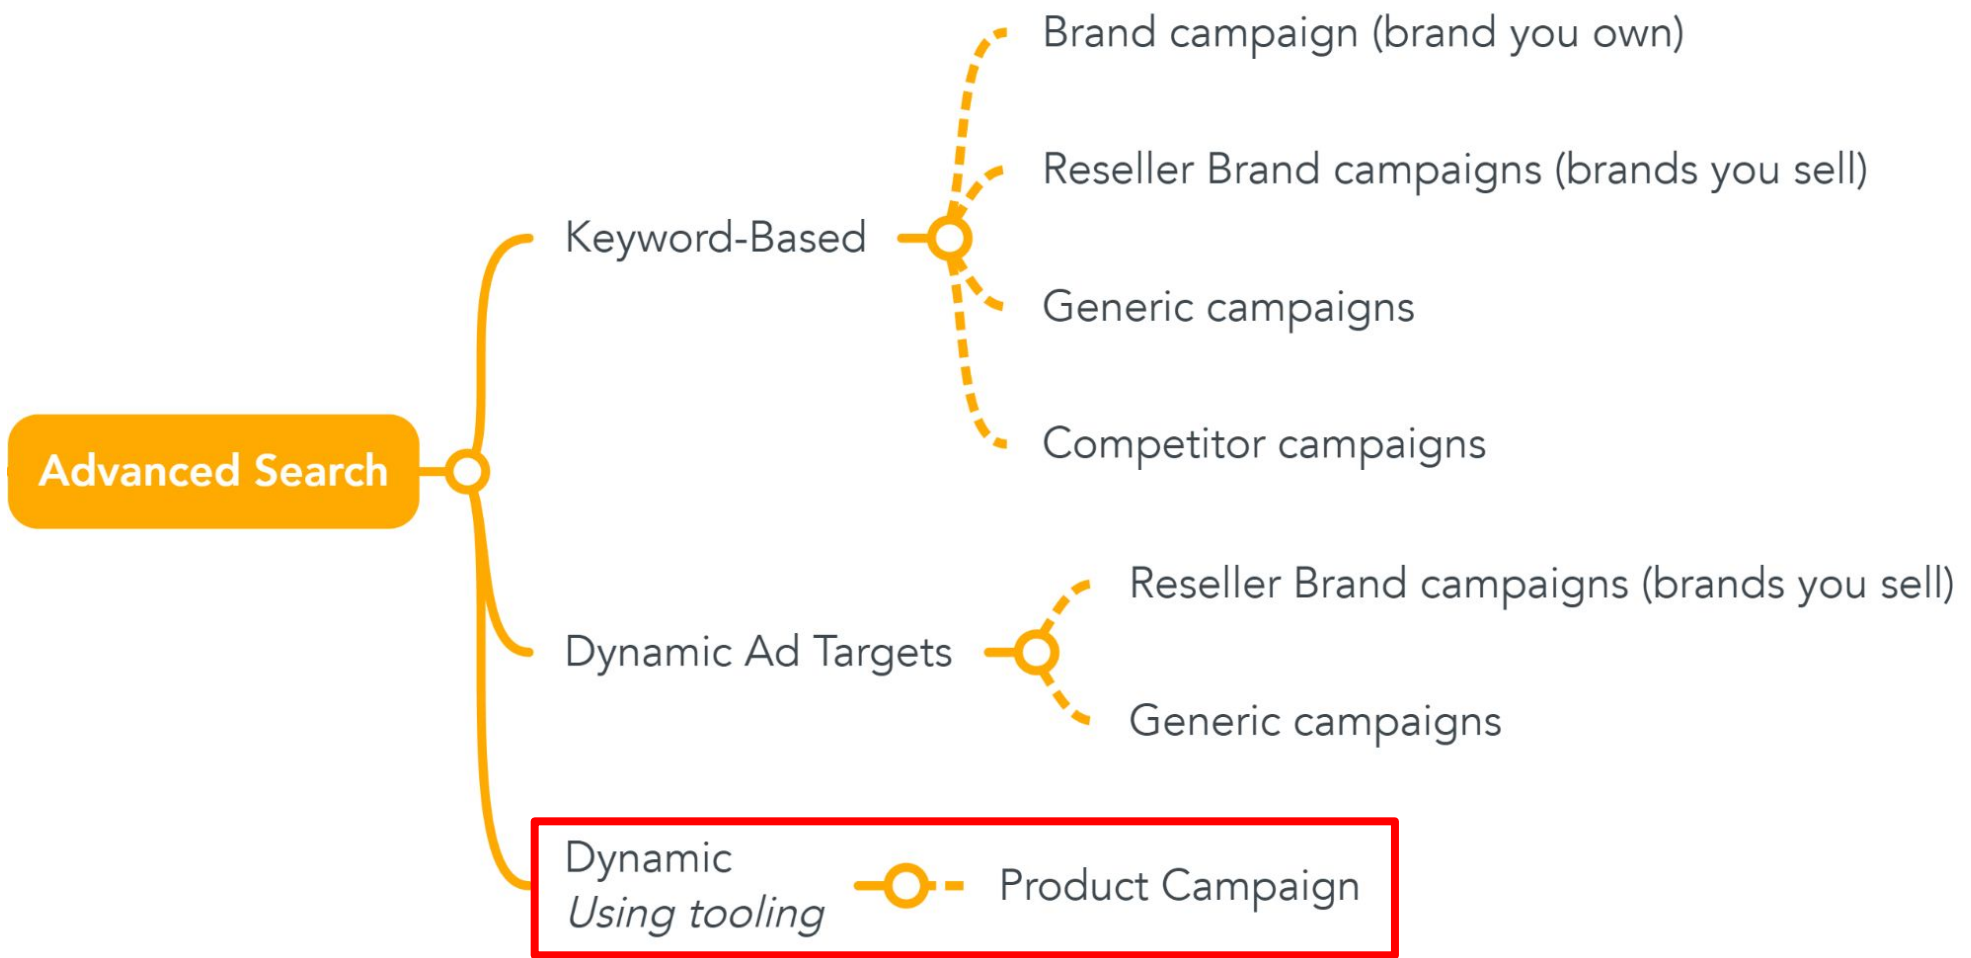 Advanced Search
Keyword-Based
Brand campaign (brand you own)
Reseller Brand campaigns (brands you sell)
Generic campaigns
Competitor campaigns
Dynamic Ad Targets
Reseller Brand campaigns (brands you sell)
Generic campaigns
Dynamic
Using tooling
Product Campaign